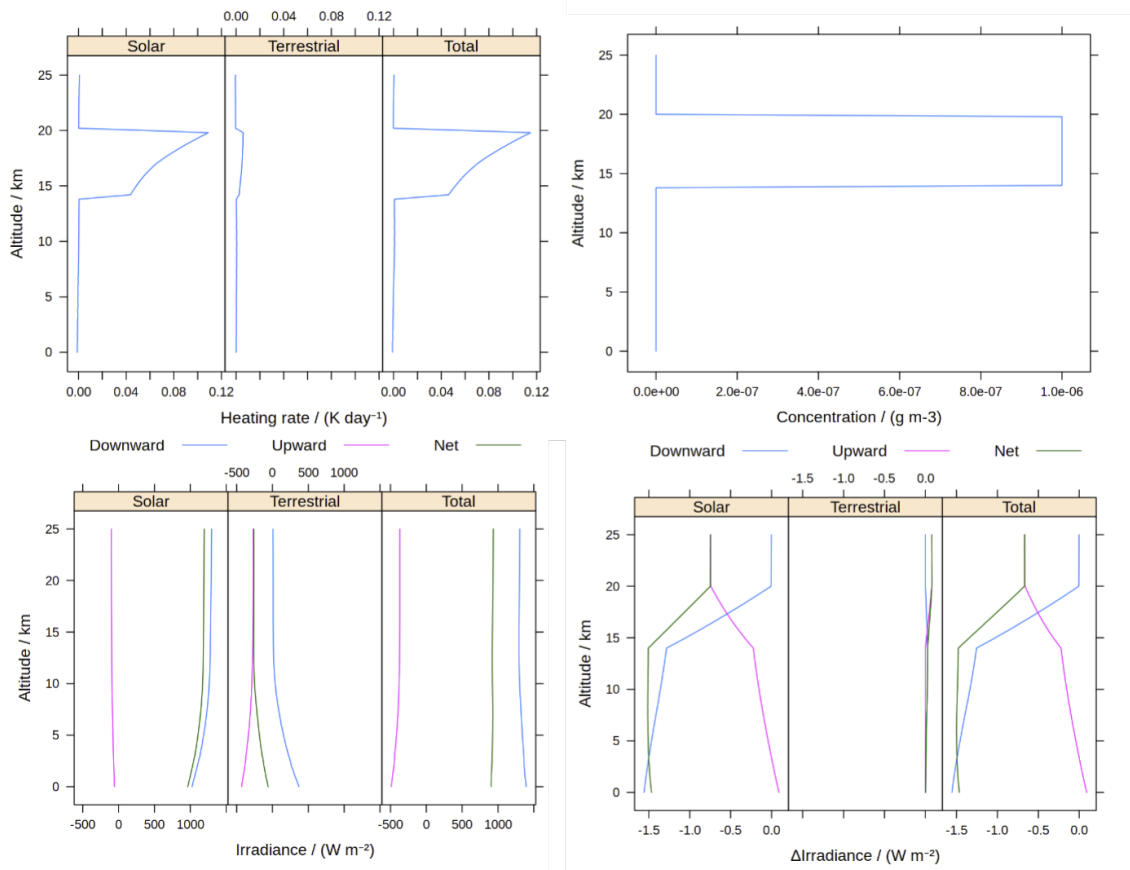 0.00 0.04 0.08 0.12
Solar Terrestrial Total
25
20
15
10
5
0
Altitude / km
0.00 0.04 0.08 0.12 0.00 0.04 0.08 0.12
Heating rate / (K day⁻¹)
25
20
15
10
5
0
Altitude / km
0.0e+00 2.0e-07 4.0e-07 6.0e-07 8.0e-07 1.0e-06
Concentration / (g m-3)
Downward Upward Net
-500 0 500 1000
Solar Terrestrial Total
25
20
15
10
5
0
Altitude / km
-500 0 500 1000 -500 0 500 1000
Irradiance / (W m⁻²)
Downward Upward Net
-1.5 -1.0 -0.5 0.0
Solar Terrestrial Total
25
20
15
10
5
0
Altitude / km
-1.5 -1.0 -0.5 0.0 -1.5 -1.0 -0.5 0.0
ΔIrradiance / (W m⁻²)